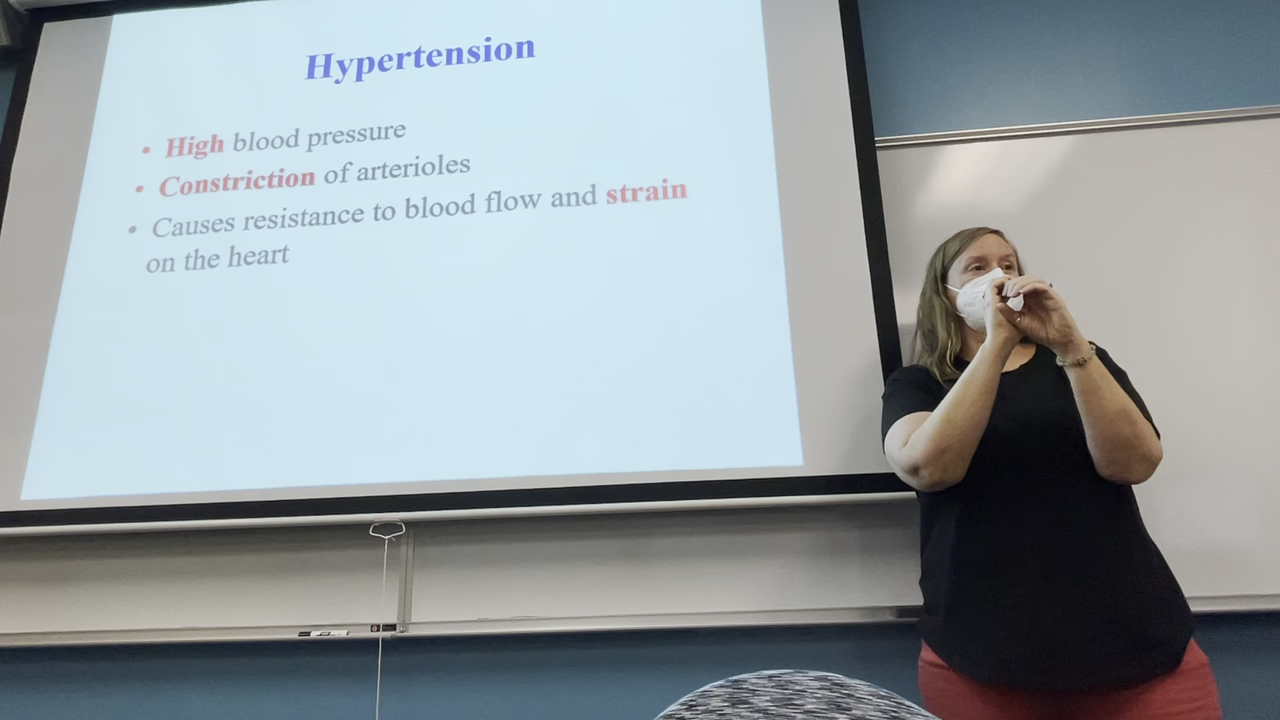 Hypertension
• High blood pressure
• Constriction of arterioles
• Causes resistance to blood flow and strain
on the heart